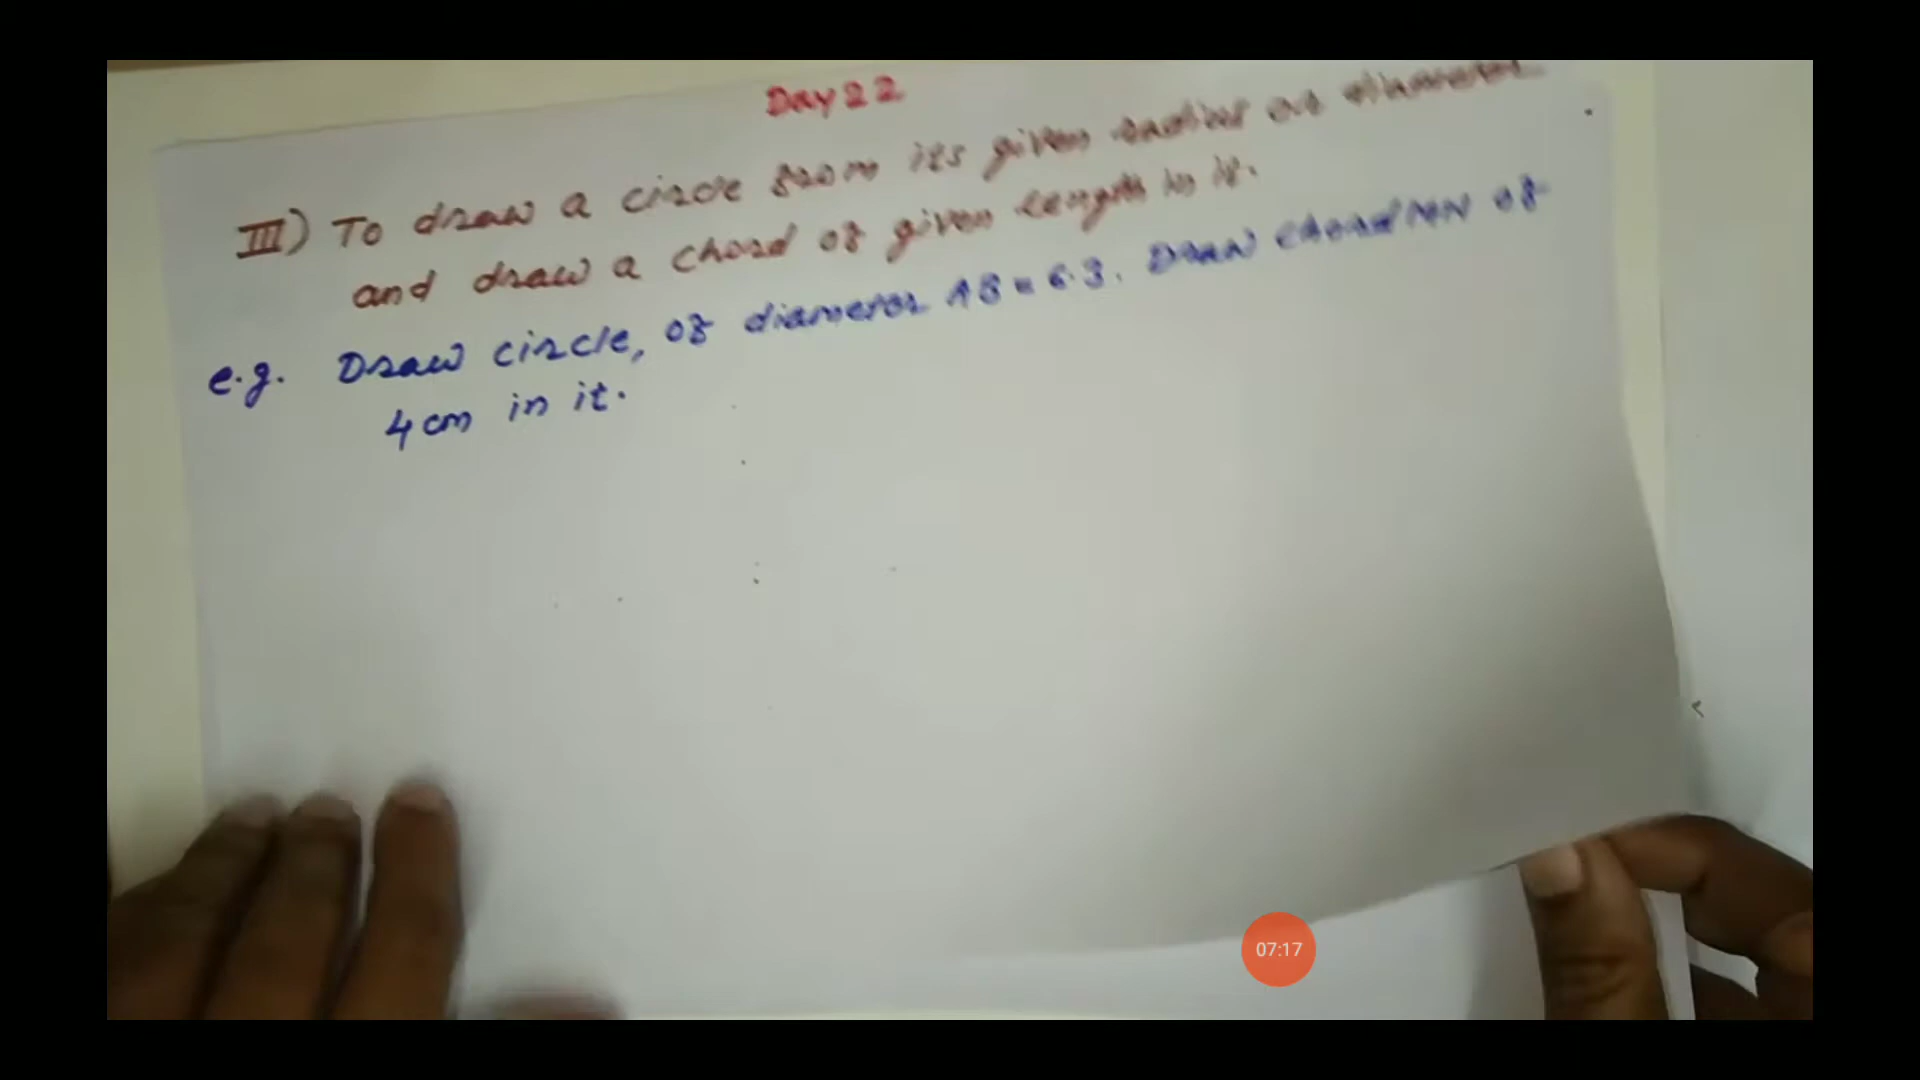 Day 22
III) To draw a circle from its given radius or diameter
and draw a chord of given length in it.
e.g. Draw circle, of diameter AB = 6.3. Draw chord MN of
4 cm in it.
07:17